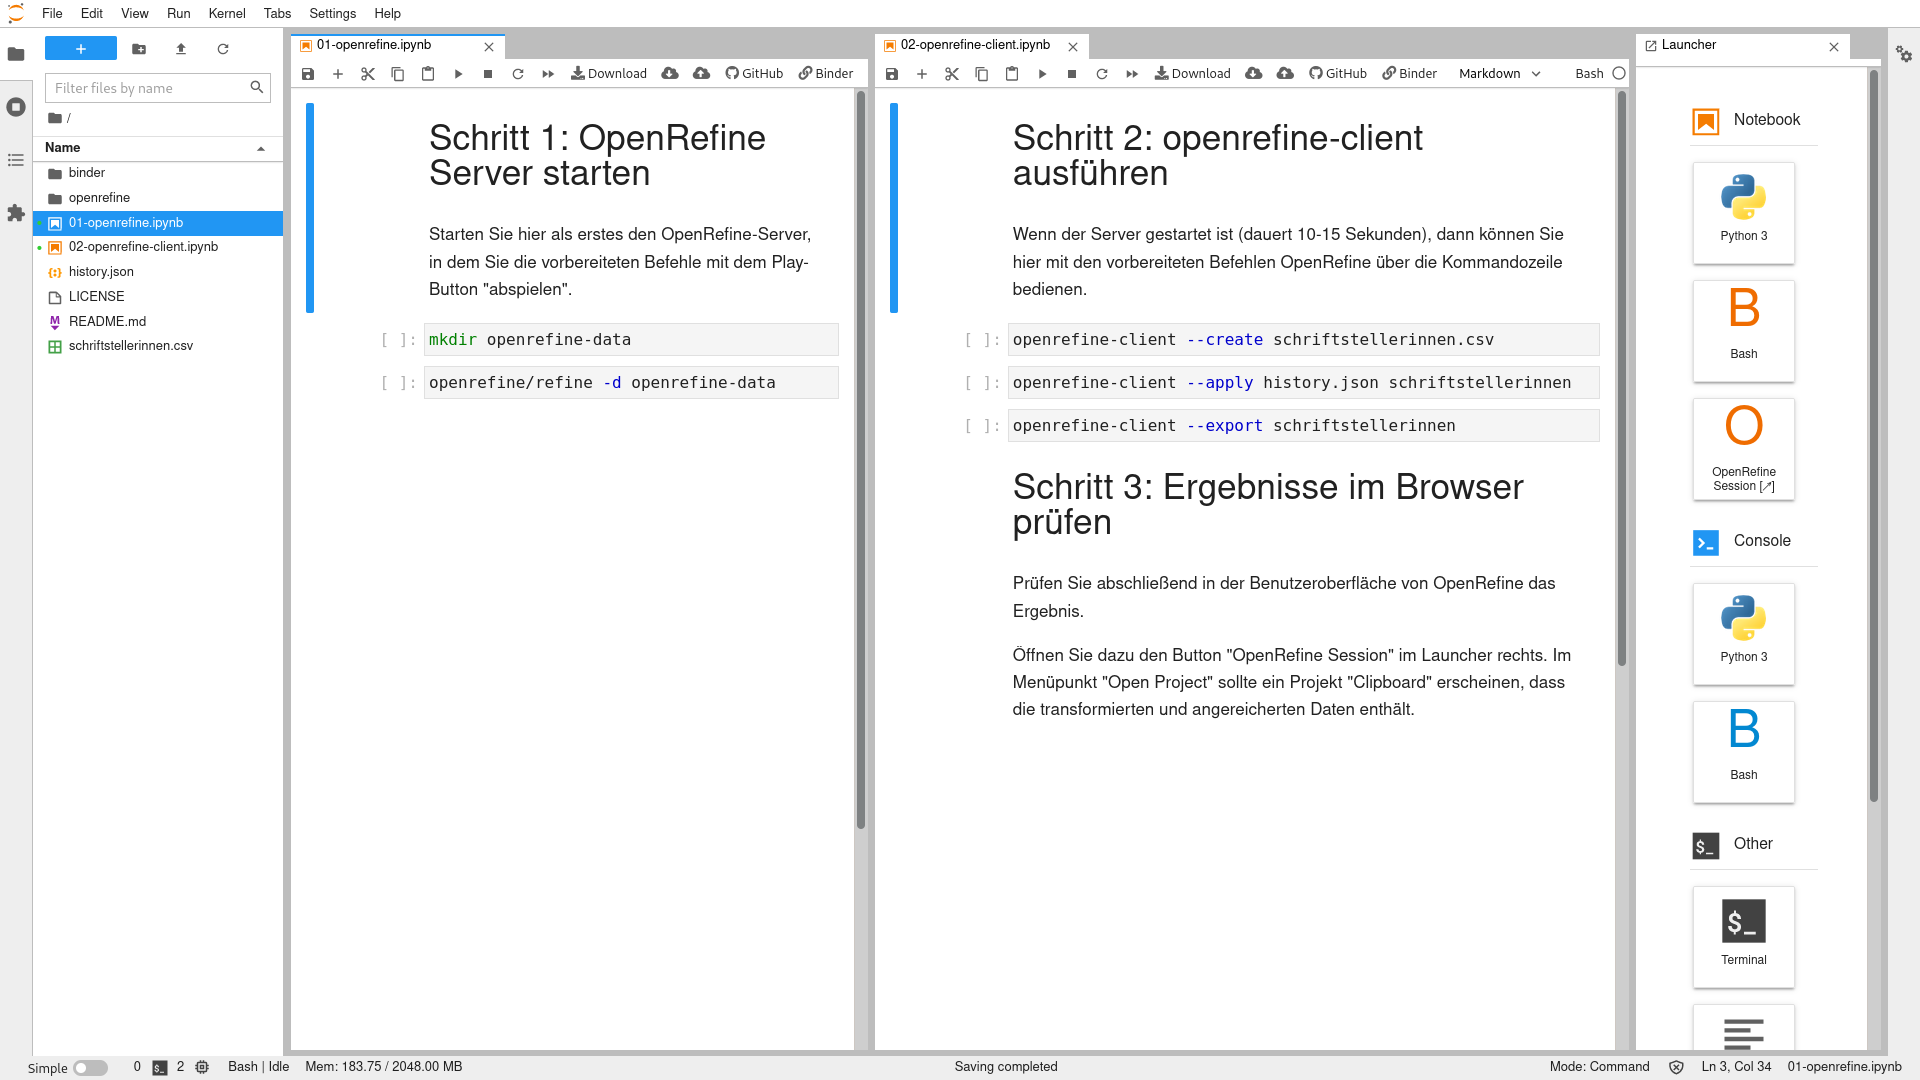 File Edit View Run Kernel Tabs Settings Help
+
Filter files by name
/
Name
binder
openrefine
01-openrefine.ipynb
02-openrefine-client.ipynb
history.json
LICENSE
README.md
schriftstellerinnen.csv
01-openrefine.ipynb
Download GitHub Binder
Schritt 1: OpenRefine
Server starten
Starten Sie hier als erstes den OpenRefine-Server,
in dem Sie die vorbereiteten Befehle mit dem Play-
Button "abspielen".
[ ]: mkdir openrefine-data
[ ]: openrefine/refine -d openrefine-data
02-openrefine-client.ipynb
Download GitHub Binder Markdown Bash
Schritt 2: openrefine-client
ausführen
Wenn der Server gestartet ist (dauert 10-15 Sekunden), dann können Sie
hier mit den vorbereiteten Befehlen OpenRefine über die Kommandozeile
bedienen.
[ ]: openrefine-client --create schriftstellerinnen.csv
[ ]: openrefine-client --apply history.json schriftstellerinnen
[ ]: openrefine-client --export schriftstellerinnen
Schritt 3: Ergebnisse im Browser
prüfen
Prüfen Sie abschließend in der Benutzeroberfläche von OpenRefine das
Ergebnis.
Öffnen Sie dazu den Button "OpenRefine Session" im Launcher rechts. Im
Menüpunkt "Open Project" sollte ein Projekt "Clipboard" erscheinen, dass
die transformierten und angereicherten Daten enthält.
Launcher
Notebook
Python 3
B
Bash
O
OpenRefine
Session [↗]
Console
Python 3
B
Bash
$_ Other
$_
Terminal
Simple 0 $_ 2 Bash | Idle Mem: 183.75 / 2048.00 MB Saving completed Mode: Command Ln 3, Col 34 01-openrefine.ipynb